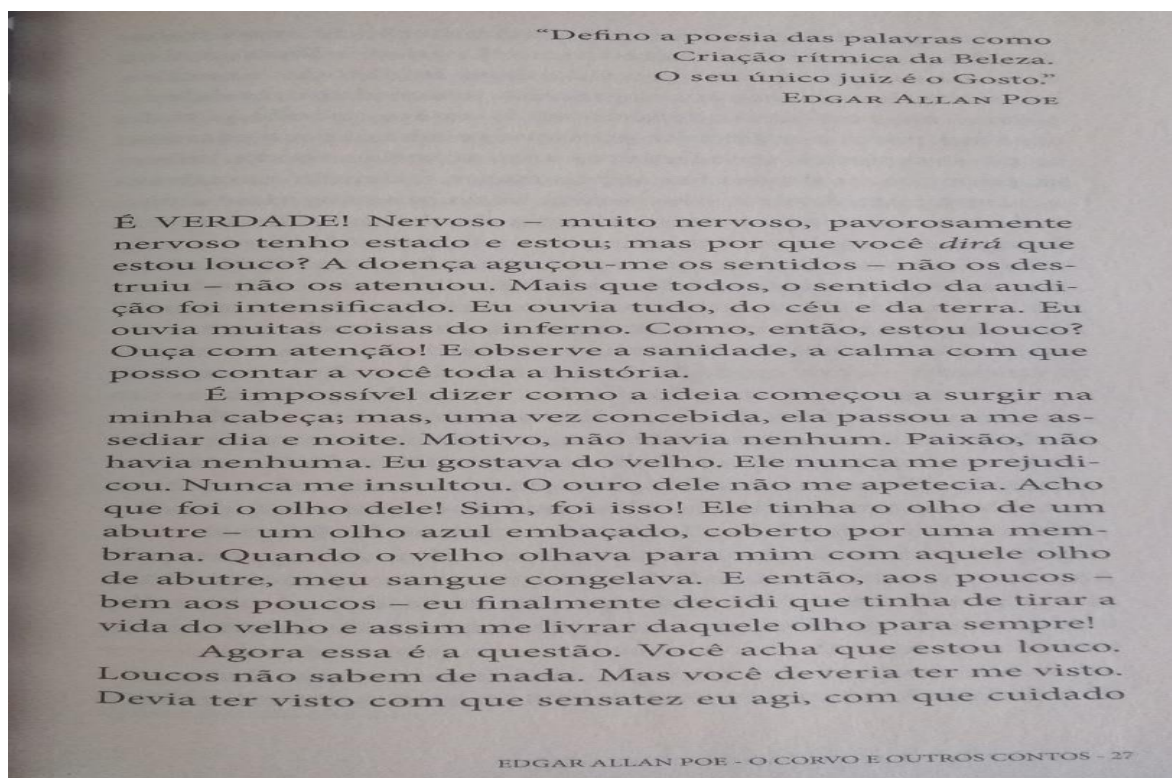 “Defino a poesia das palavras como
Criação rítmica da Beleza.
O seu único juiz é o Gosto.”
EDGAR ALLAN POE
É VERDADE! Nervoso – muito nervoso, pavorosamente
nervoso tenho estado e estou; mas por que você dirá que
estou louco? A doença aguçou-me os sentidos – não os des-
truiu – não os atenuou. Mais que todos, o sentido da audi-
ção foi intensificado. Eu ouvia tudo, do céu e da terra. Eu
ouvia muitas coisas do inferno. Como, então, estou louco?
Ouça com atenção! E observe a sanidade, a calma com que
posso contar a você toda a história.
É impossível dizer como a ideia começou a surgir na
minha cabeça; mas, uma vez concebida, ela passou a me as-
sediar dia e noite. Motivo, não havia nenhum. Paixão, não
havia nenhuma. Eu gostava do velho. Ele nunca me prejudi-
cou. Nunca me insultou. O ouro dele não me apetecia. Acho
que foi o olho dele! Sim, foi isso! Ele tinha o olho de um
abutre – um olho azul embaçado, coberto por uma mem-
brana. Quando o velho olhava para mim com aquele olho
de abutre, meu sangue congelava. E então, aos poucos –
bem aos poucos – eu finalmente decidi que tinha de tirar a
vida do velho e assim me livrar daquele olho para sempre!
Agora essa é a questão. Você acha que estou louco.
Loucos não sabem de nada. Mas você deveria ter me visto.
Devia ter visto com que sensatez eu agi, com que cuidado
EDGAR ALLAN POE - O CORVO E OUTROS CONTOS - 27